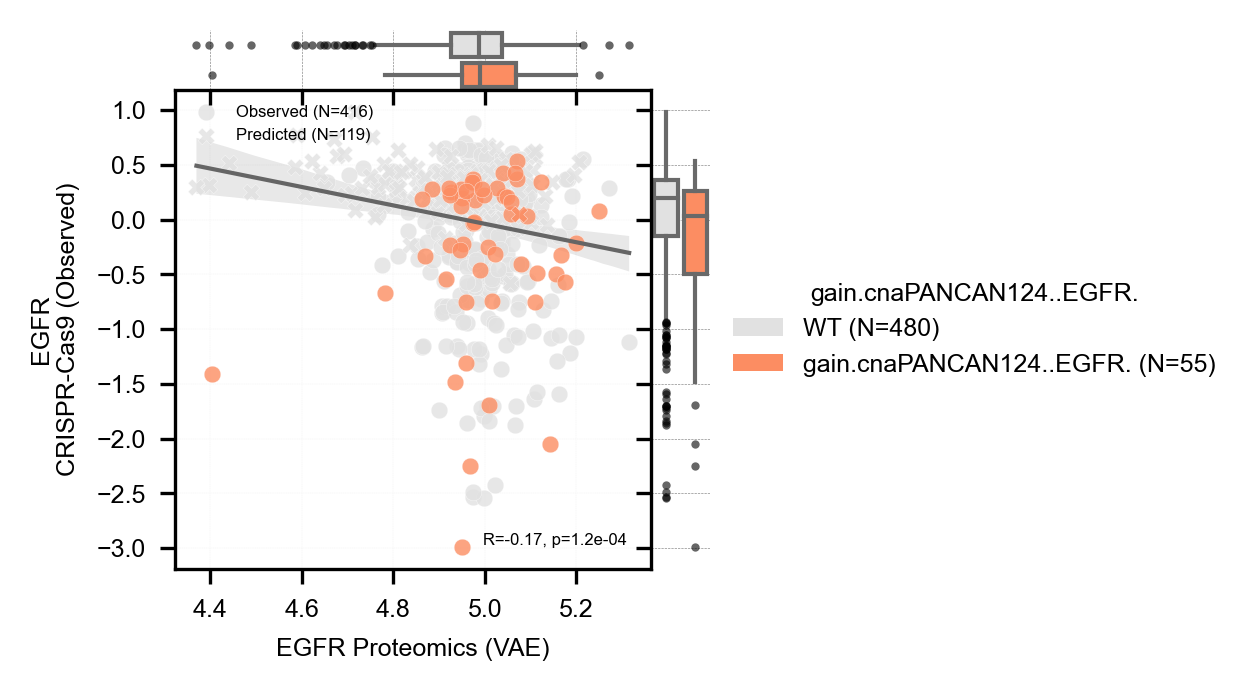 Observed (N=416)
Predicted (N=119)
1.0
0.5
0.0
−0.5
−1.0
−1.5
−2.0
−2.5
−3.0
EGFR
CRISPR-Cas9 (Observed)
R=-0.17, p=1.2e-04
4.4
4.6
4.8
5.0
5.2
EGFR Proteomics (VAE)
gain.cnaPANCAN124..EGFR.
WT (N=480)
gain.cnaPANCAN124..EGFR. (N=55)